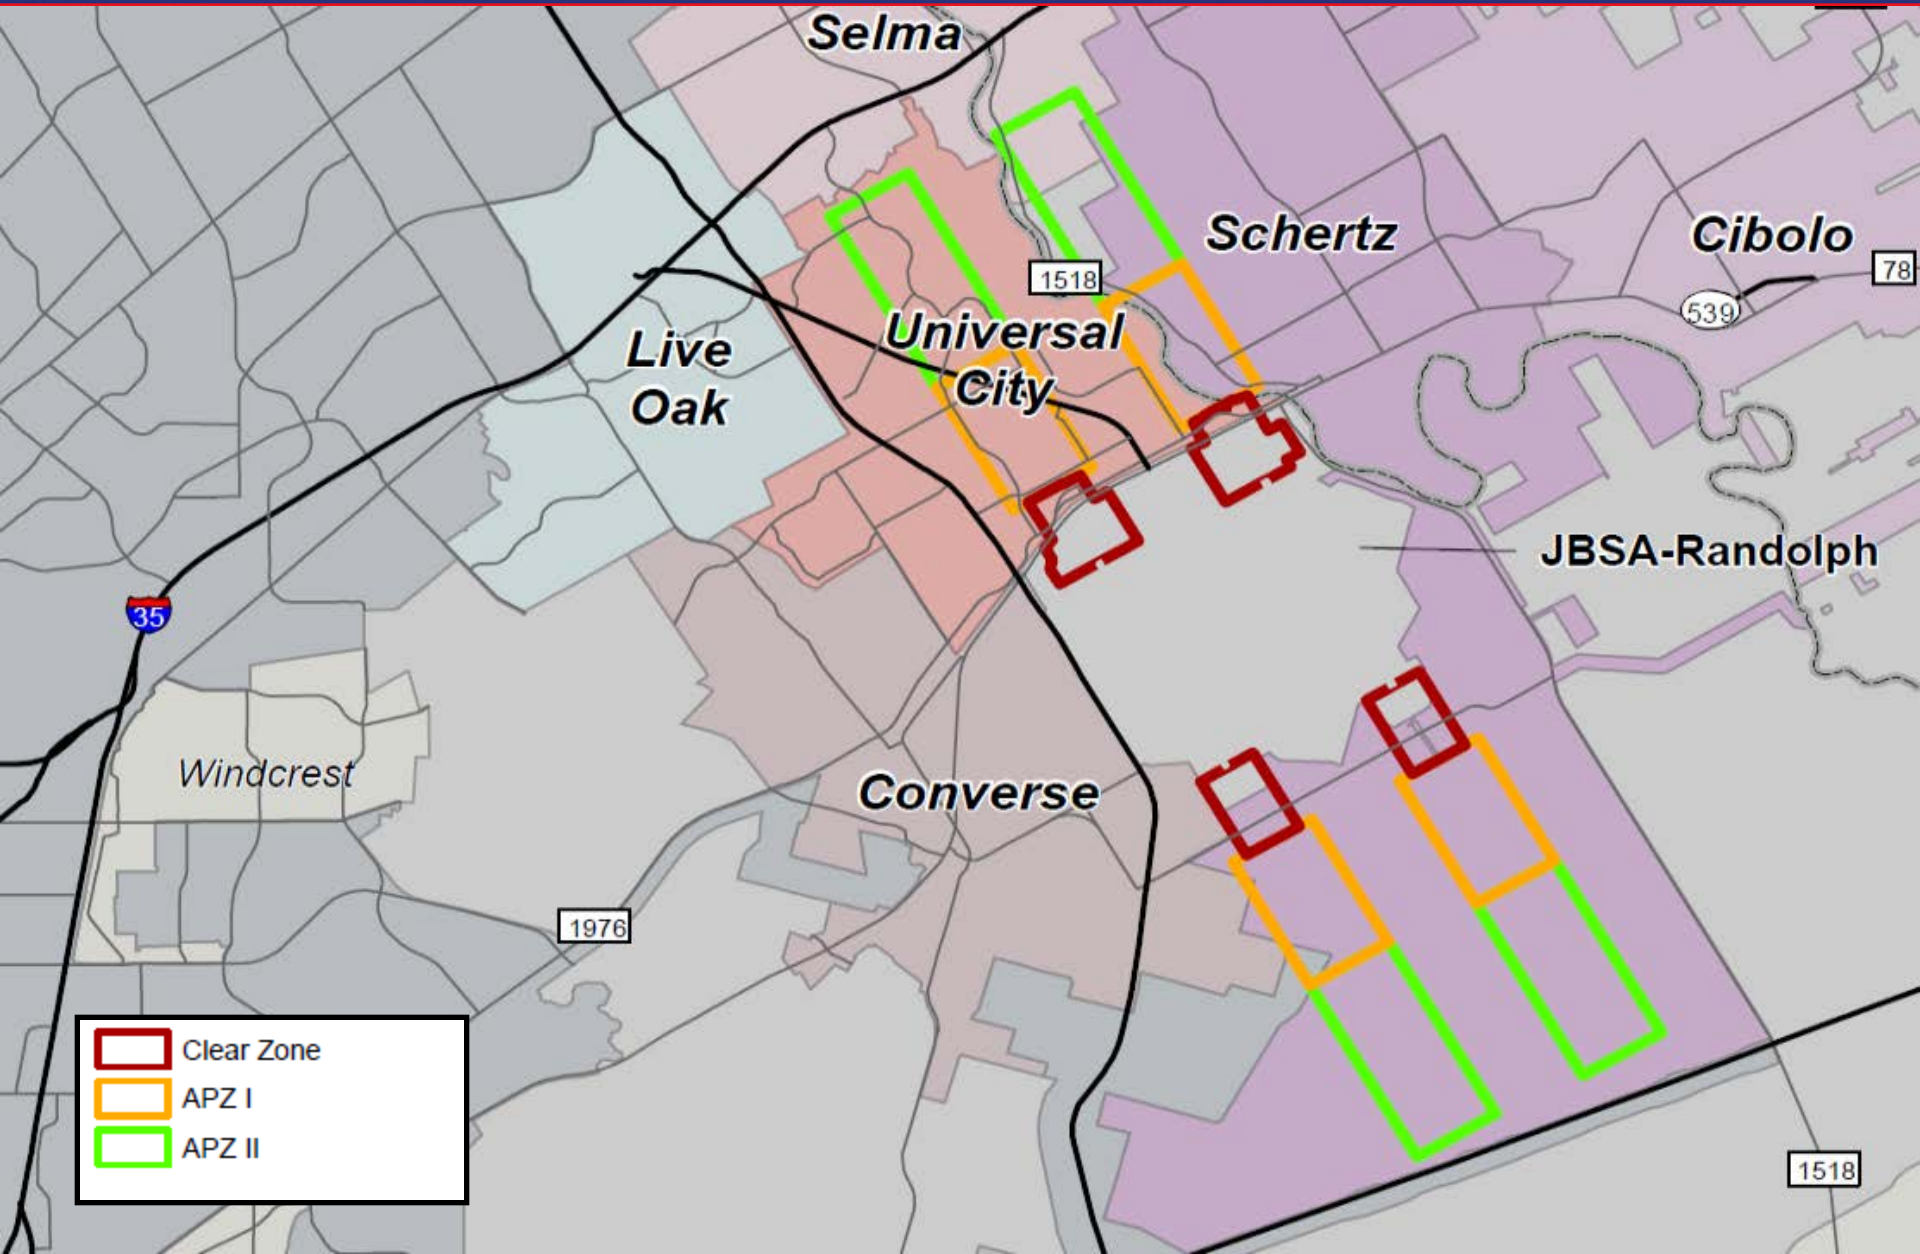 Selma
Schertz
Cibolo
78
1518
539
Universal
City
Live
Oak
JBSA-Randolph
35
Windcrest
Converse
1976
Clear Zone
APZ I
APZ II
1518